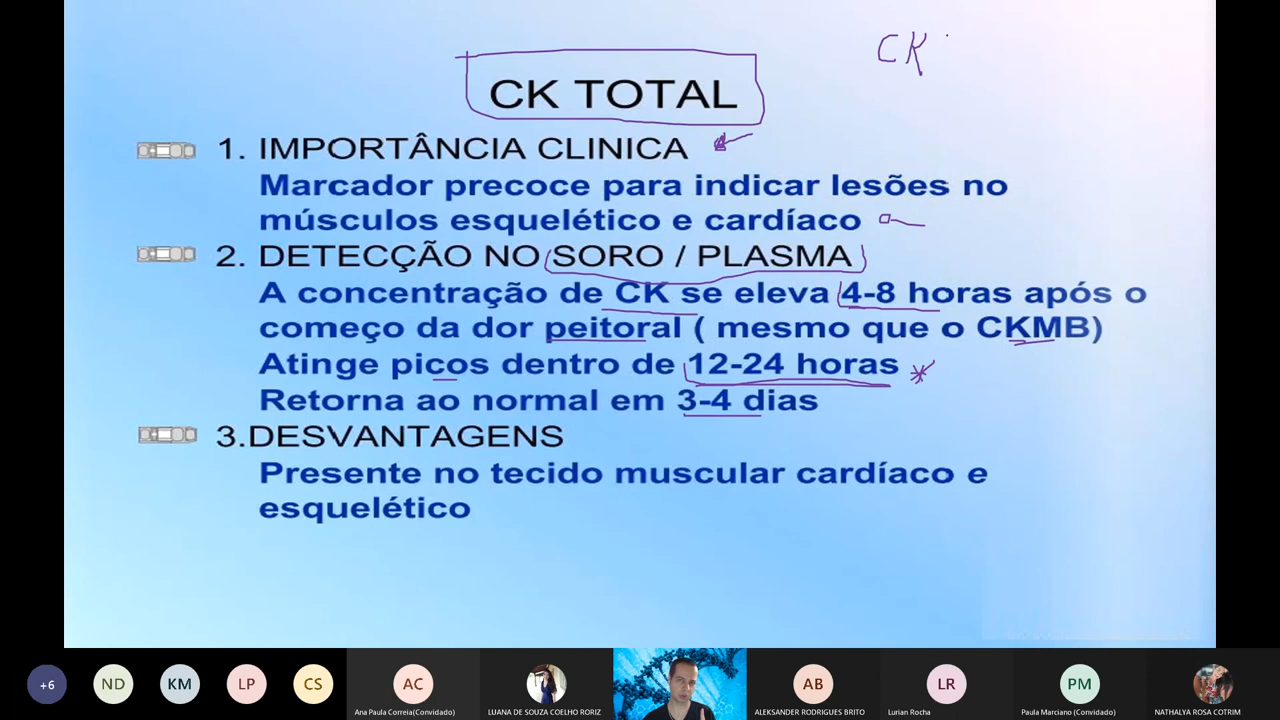 CK
CK TOTAL
1. IMPORTÂNCIA CLINICA
Marcador precoce para indicar lesões no
músculos esquelético e cardíaco
2. DETECÇÃO NO SORO / PLASMA
A concentração de CK se eleva 4-8 horas após o
começo da dor peitoral ( mesmo que o CKMB)
Atinge picos dentro de 12-24 horas
Retorna ao normal em 3-4 dias
3.DESVANTAGENS
Presente no tecido muscular cardíaco e
esquelético
+6
ND
KM
LP
CS
AC
AB
LR
PM
Ana Paula Correia(Convidado)
LUANA DE SOUZA COELHO RORIZ
ALEKSANDER RODRIGUES BRITO
Lurian Rocha
Paula Marciano (Convidado)
NATHALYA ROSA COTRIM